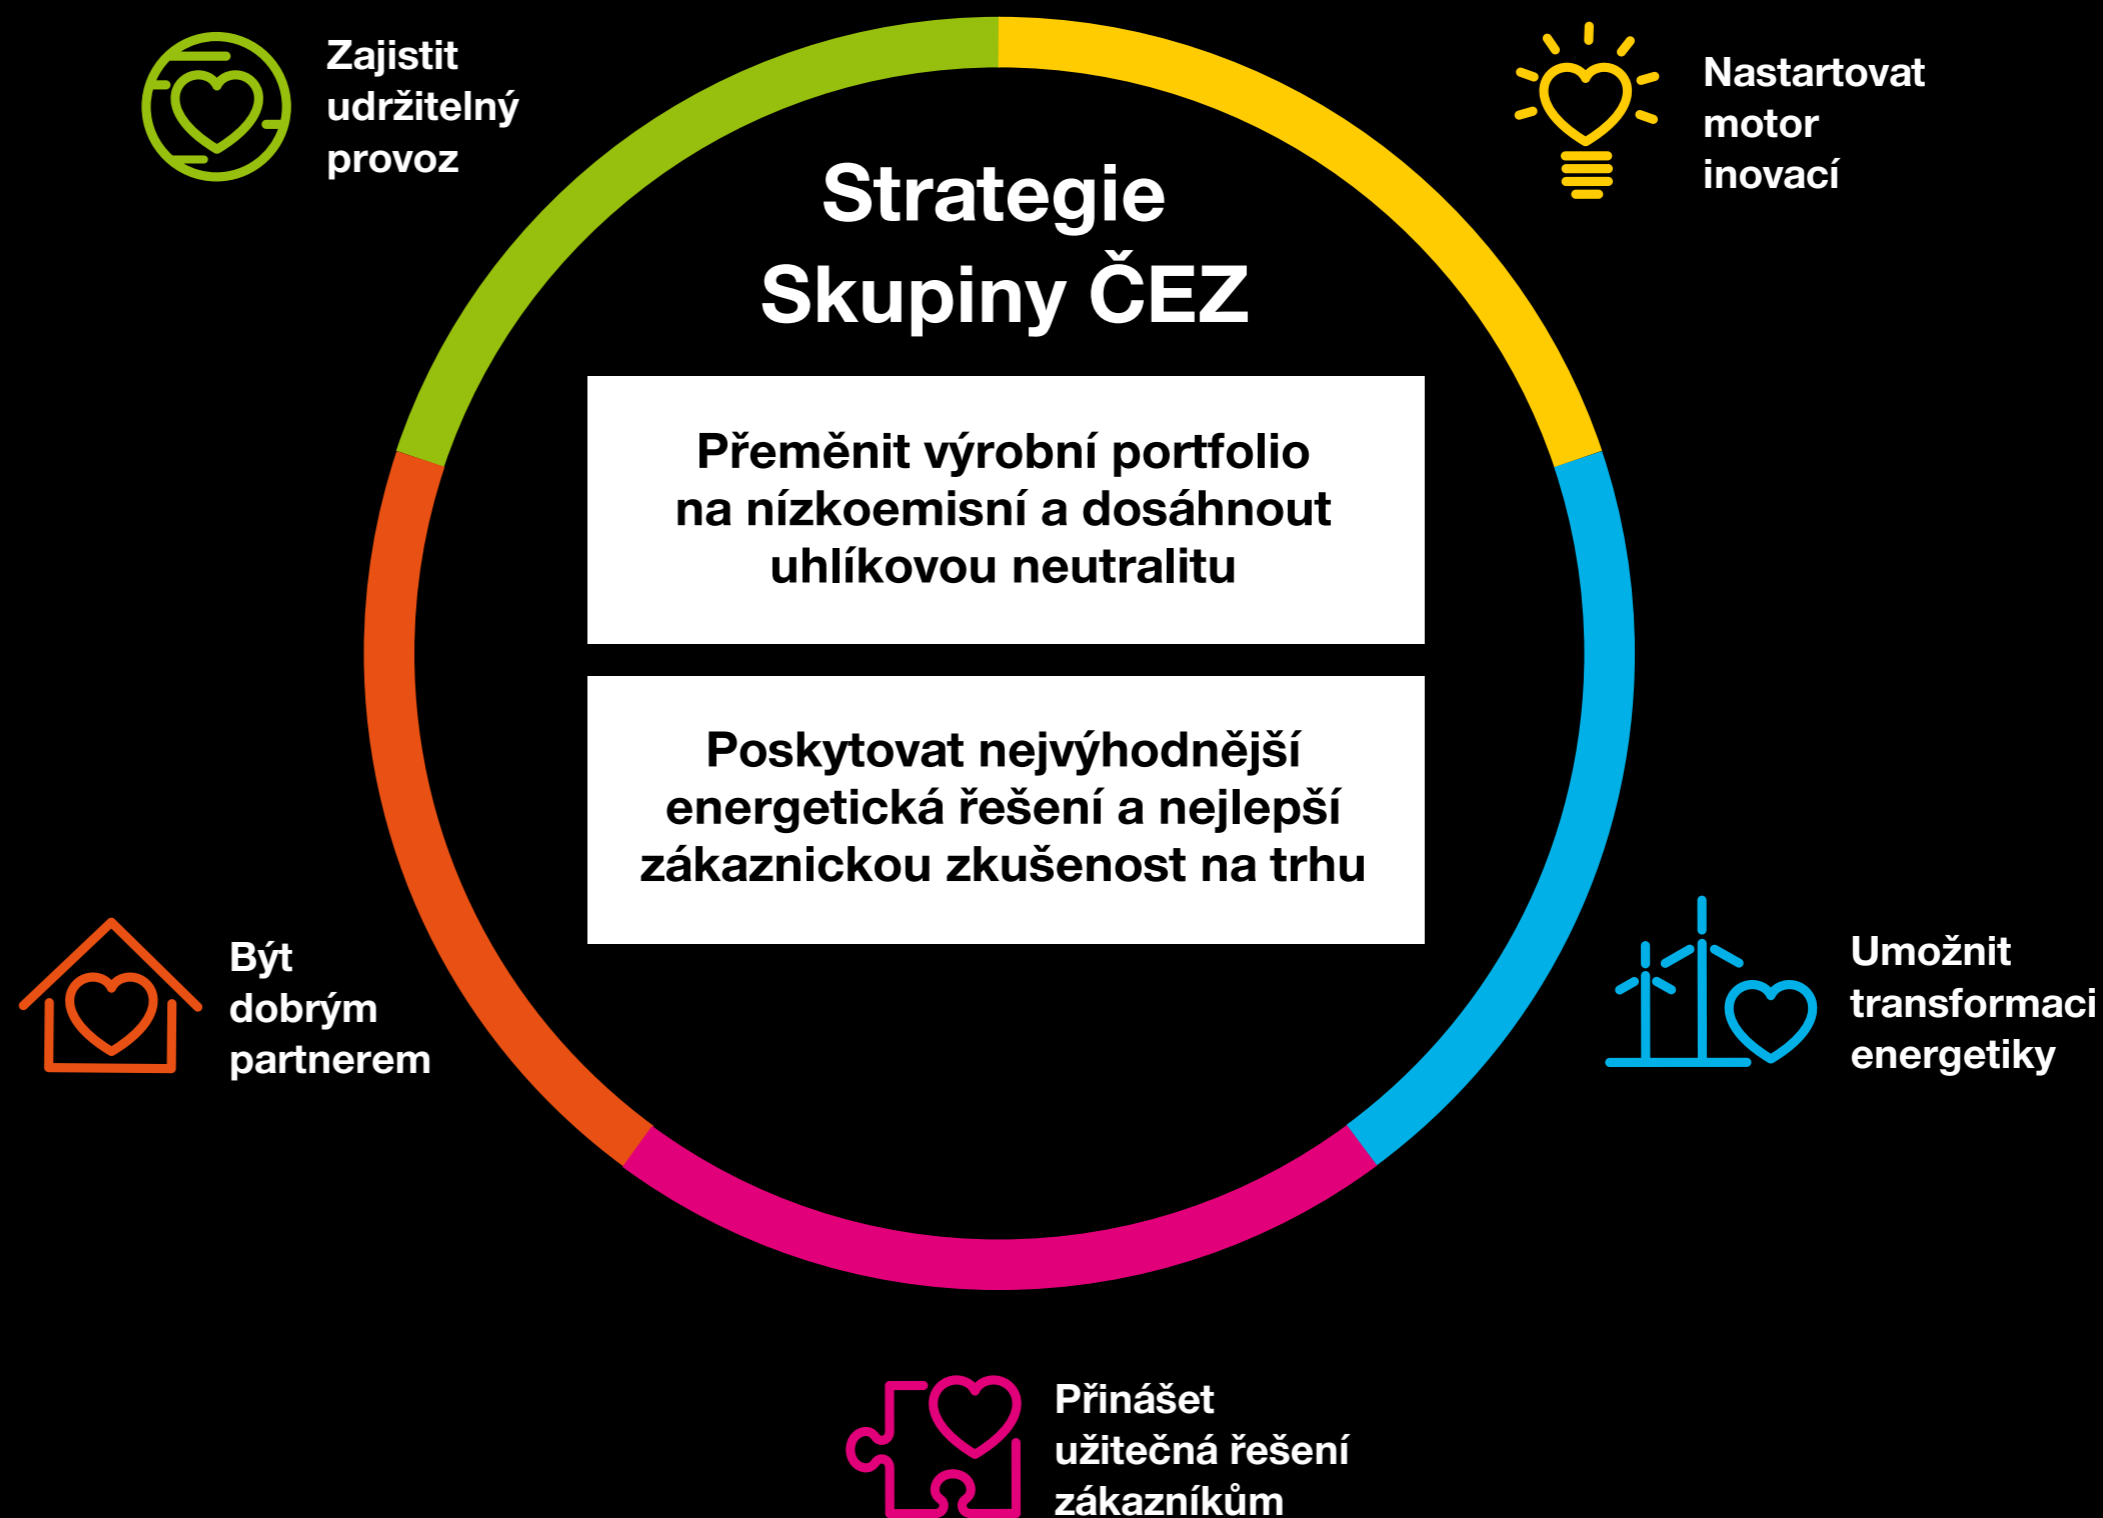 Zajistit
udržitelný
provoz
Nastartovat
motor
inovací
Strategie
Skupiny ČEZ
Přeměnit výrobní portfolio
na nízkoemisní a dosáhnout
uhlíkovou neutralitu
Poskytovat nejvýhodnější
energetická řešení a nejlepší
zákaznickou zkušenost na trhu
Být
dobrým
partnerem
Umožnit
transformaci
energetiky
Přinášet
užitečná řešení
zákazníkům